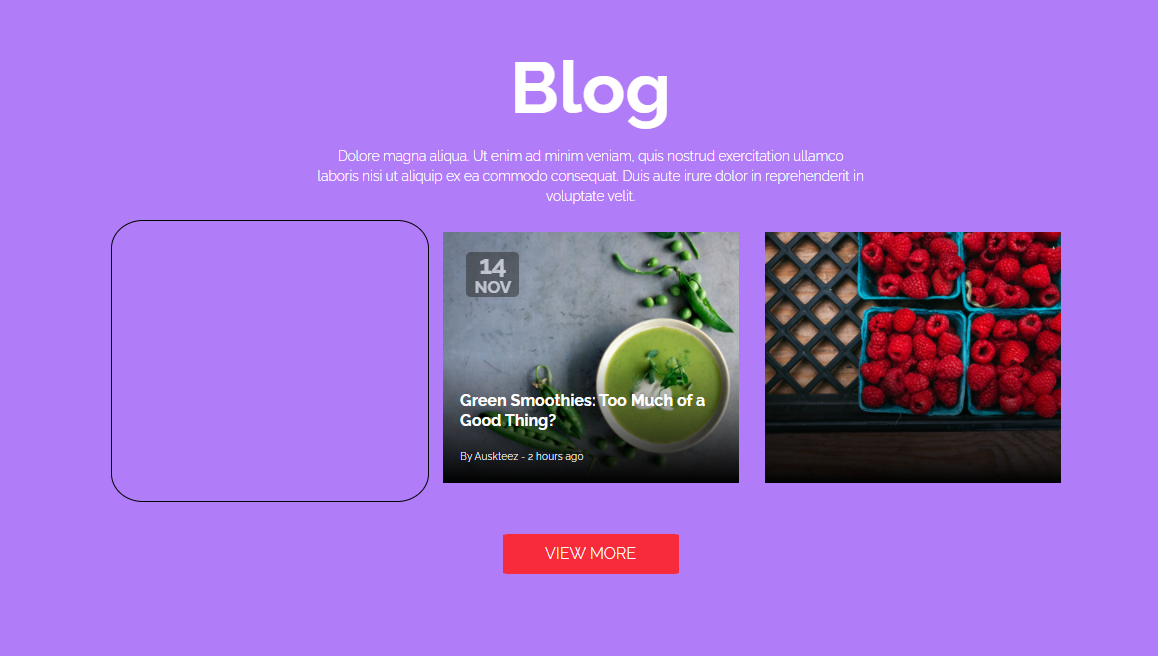 Blog
Dolore magna aliqua. Ut enim ad minim veniam, quis nostrud exercitation ullamco
laboris nisi ut aliquip ex ea commodo consequat. Duis aute irure dolor in reprehenderit in
voluptate velit.
14
NOV
Green Smoothies: Too Much of a
Good Thing?
By Auskteez - 2 hours ago
VIEW MORE